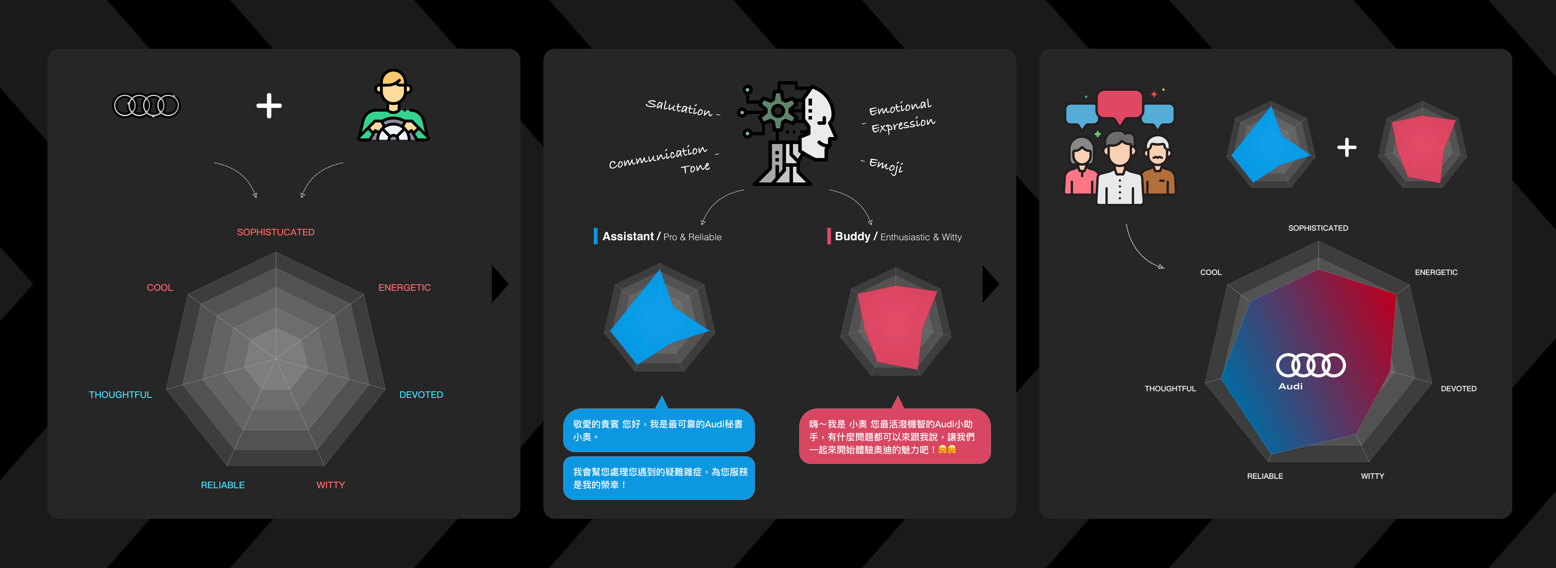 SOPHISTUCATED
COOL
ENERGETIC
THOUGHTFUL
DEVOTED
RELIABLE
WITTY
Salutation
Communication
Tone
Emotional
Expression
Emoji
Assistant / Pro & Reliable
敬愛的貴賓 您好，我是最可靠的Audi秘書
小奧。
我會幫您處理您遇到的疑難雜症，為您服務
是我的榮幸！
Buddy / Enthusiastic & Witty
嗨～我是 小奧 您最活潑機智的Audi小助
手，有什麼問題都可以來跟我說，讓我們
一起來開始體驗奧迪的魅力吧！😝😝
SOPHISTICATED
COOL
ENERGETIC
THOUGHTFUL
DEVOTED
Audi
RELIABLE
WITTY